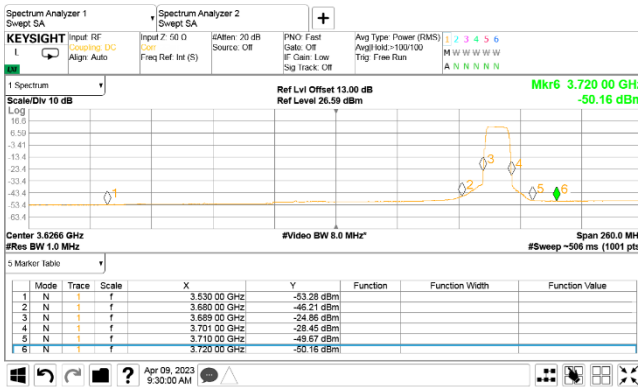 Spectrum Analyzer 1
Swept SA
Spectrum Analyzer 2
Swept SA
+
KEYSIGHT
L
Input: RF
Coupling: DC
Align: Auto
Input Z: 50 Ω
Corr
Freq Ref: Int (S)
#Atten: 20 dB
Source: Off
PNO: Fast
Gate: Off
IF Gain: Low
Sig Track: Off
Avg Type: Power (RMS)
Avg|Hold:>100/100
Trig: Free Run
1 2 3 4 5 6
M W W W W W
A N N N N N
1 Spectrum
Scale/Div 10 dB
Ref Lvl Offset 13.00 dB
Ref Level 26.59 dBm
Mkr6 3.720 00 GHz
-50.16 dBm
Log
16.6
6.59
-3.41
-13.4
-23.4
-33.4
-43.4
-53.4
-63.4
1
2
3
4
5
6
Center 3.6266 GHz
#Res BW 1.0 MHz
#Video BW 8.0 MHz*
Span 260.0 MH
#Sweep ~506 ms (1001 pts
5 Marker Table
Mode Trace Scale X Y Function Function Width Function Value
1 N 1 f 3.530 00 GHz -53.28 dBm
2 N 1 f 3.680 00 GHz -46.21 dBm
3 N 1 f 3.689 00 GHz -24.86 dBm
4 N 1 f 3.701 00 GHz -28.45 dBm
5 N 1 f 3.710 00 GHz -49.67 dBm
6 N 1 f 3.720 00 GHz -50.16 dBm
?
Apr 09, 2023
9:30:00 AM